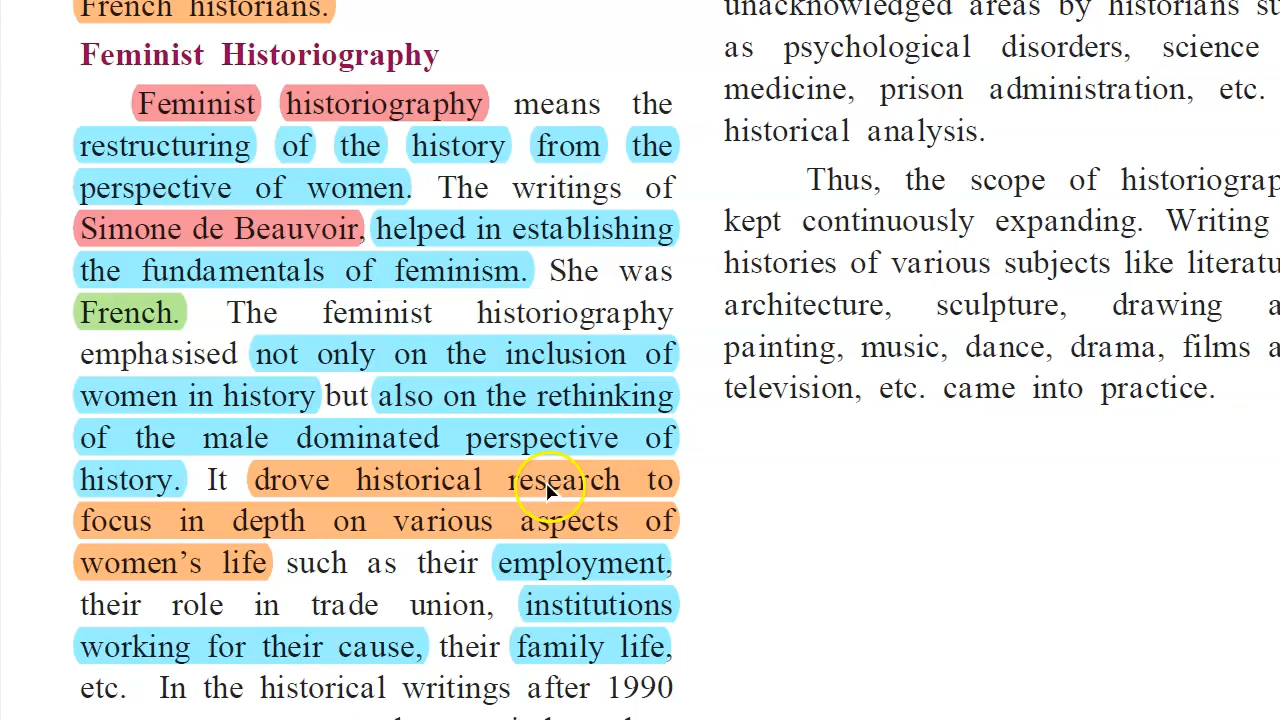 French historians.
Feminist Historiography
Feminist historiography means the
restructuring of the history from the
perspective of women. The writings of
Simone de Beauvoir, helped in establishing
the fundamentals of feminism. She was
French. The feminist historiography
emphasised not only on the inclusion of
women in history but also on the rethinking
of the male dominated perspective of
history. It drove historical research to
focus in depth on various aspects of
women's life such as their employment,
their role in trade union, institutions
working for their cause, their family life,
etc. In the historical writings after 1990
unacknowledged areas by historians su
as psychological disorders, science
medicine, prison administration, etc.
historical analysis.
Thus, the scope of historiograp
kept continuously expanding. Writing
histories of various subjects like literatu
architecture, sculpture, drawing a
painting, music, dance, drama, films a
television, etc. came into practice.